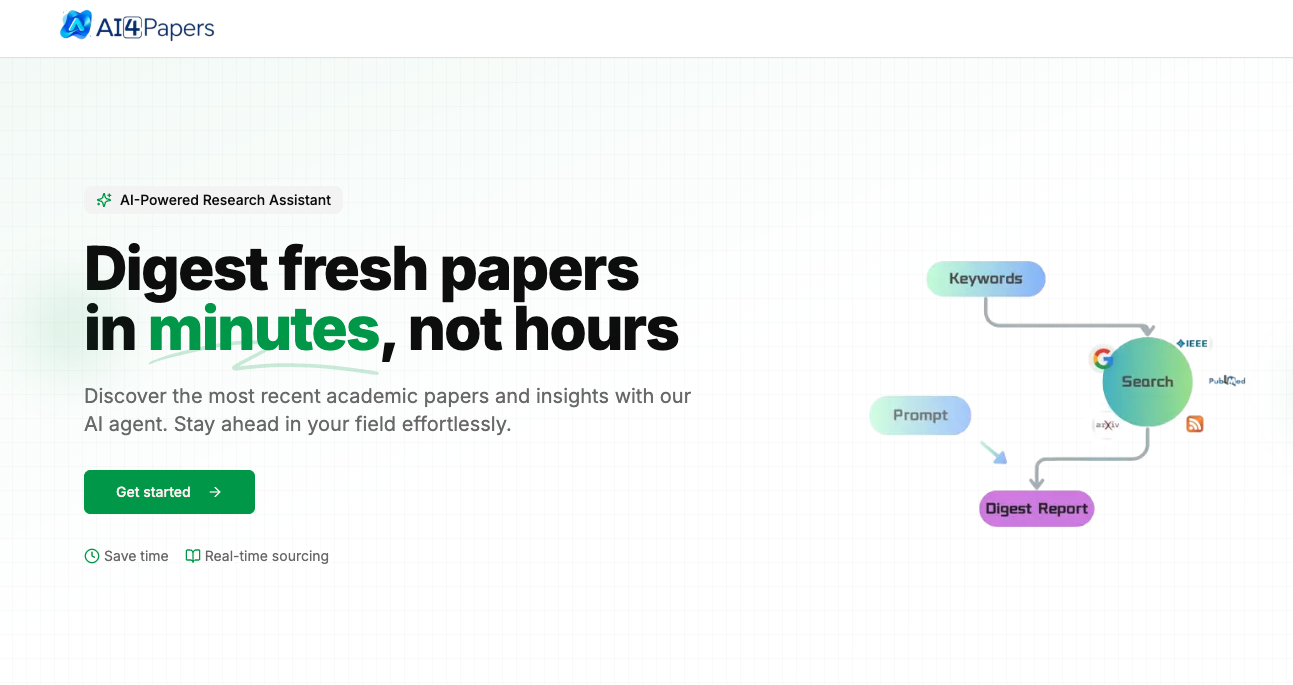 AI4Papers
AI-Powered Research Assistant
Digest fresh papers
in minutes, not hours
Discover the most recent academic papers and insights with our
AI agent. Stay ahead in your field effortlessly.
Get started
Save time
Real-time sourcing
Keywords
IEEE
Search
PubMed
Prompt
arXiv
Digest Report